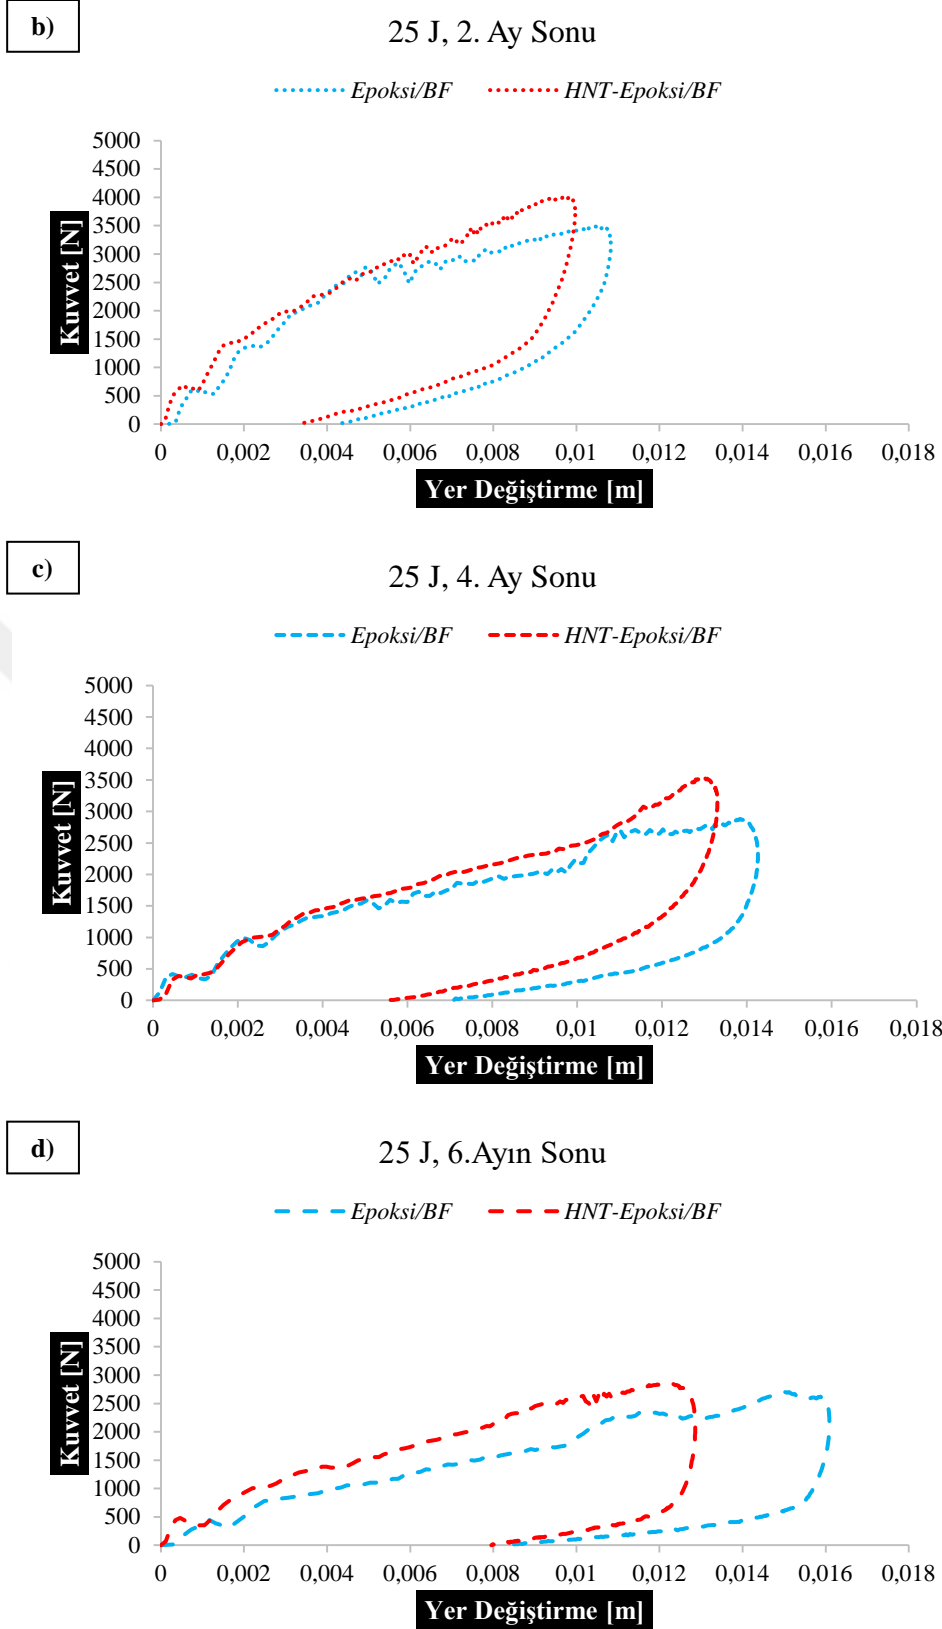 b)
25 J, 2. Ay Sonu
Epoksi/BF HNT-Epoksi/BF
5000
4500
4000
3500
3000
2500
2000
1500
1000
500
0
Kuvvet [N]
0 0,002 0,004 0,006 0,008 0,01 0,012 0,014 0,016 0,018
Yer Değiştirme [m]
c)
25 J, 4. Ay Sonu
Epoksi/BF HNT-Epoksi/BF
5000
4500
4000
3500
3000
2500
2000
1500
1000
500
0
Kuvvet [N]
0 0,002 0,004 0,006 0,008 0,01 0,012 0,014 0,016 0,018
Yer Değiştirme [m]
d)
25 J, 6.Ayın Sonu
Epoksi/BF HNT-Epoksi/BF
5000
4500
4000
3500
3000
2500
2000
1500
1000
500
0
Kuvvet [N]
0 0,002 0,004 0,006 0,008 0,01 0,012 0,014 0,016 0,018
Yer Değiştirme [m]